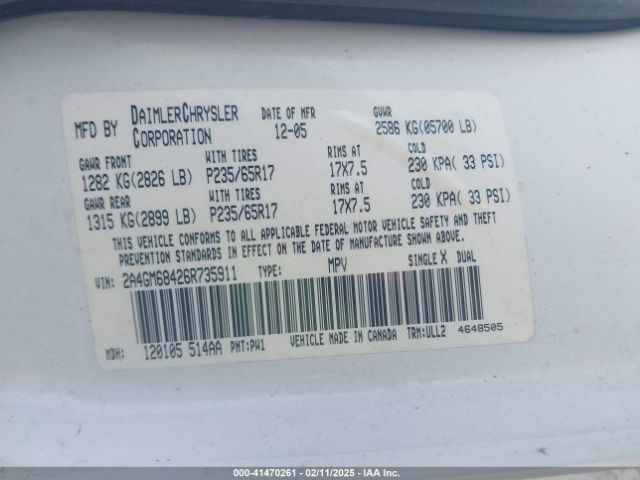 MFD BY DAIMLERCHRYSLER CORPORATION DATE OF MFR 12-05 GVWR 2586 KG(05700 LB)
GAWR FRONT WITH TIRES RIMS AT COLD
1282 KG(2826 LB) P235/65R17 17X7.5 230 KPA( 33 PSI)
GAWR REAR WITH TIRES RIMS AT COLD
1315 KG(2899 LB) P235/65R17 17X7.5 230 KPA( 33 PSI)
THIS VEHICLE CONFORMS TO ALL APPLICABLE FEDERAL MOTOR VEHICLE SAFETY AND THEFT
PREVENTION STANDARDS IN EFFECT ON THE DATE OF MANUFACTURE SHOWN ABOVE.
VIN: 2A4GM68426R735911 TYPE: MPV SINGLE X DUAL
MDH: 120105 514AA PNT:PW1 VEHICLE MADE IN CANADA TRM:ULL2 4648505
000-41470261 - 02/11/2025 - IAA Inc.